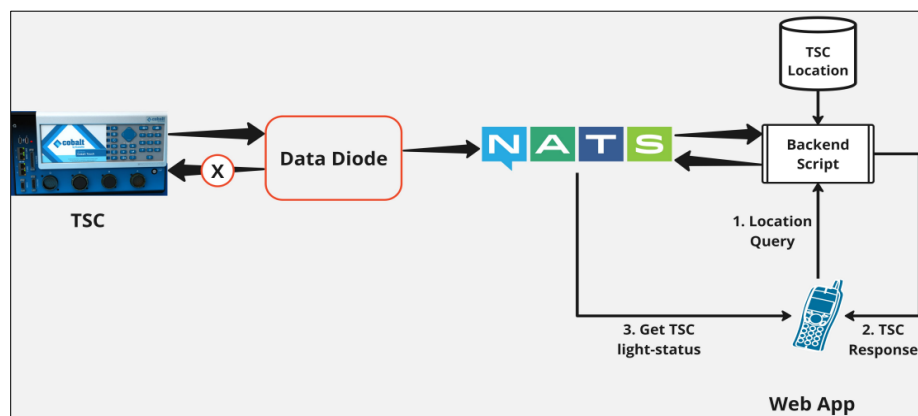 TSC
Location
cobalt
Data Diode
NATS
Backend
Script
X
TSC
1. Location
Query
3. Get TSC
light-status
2. TSC
Response
Web App